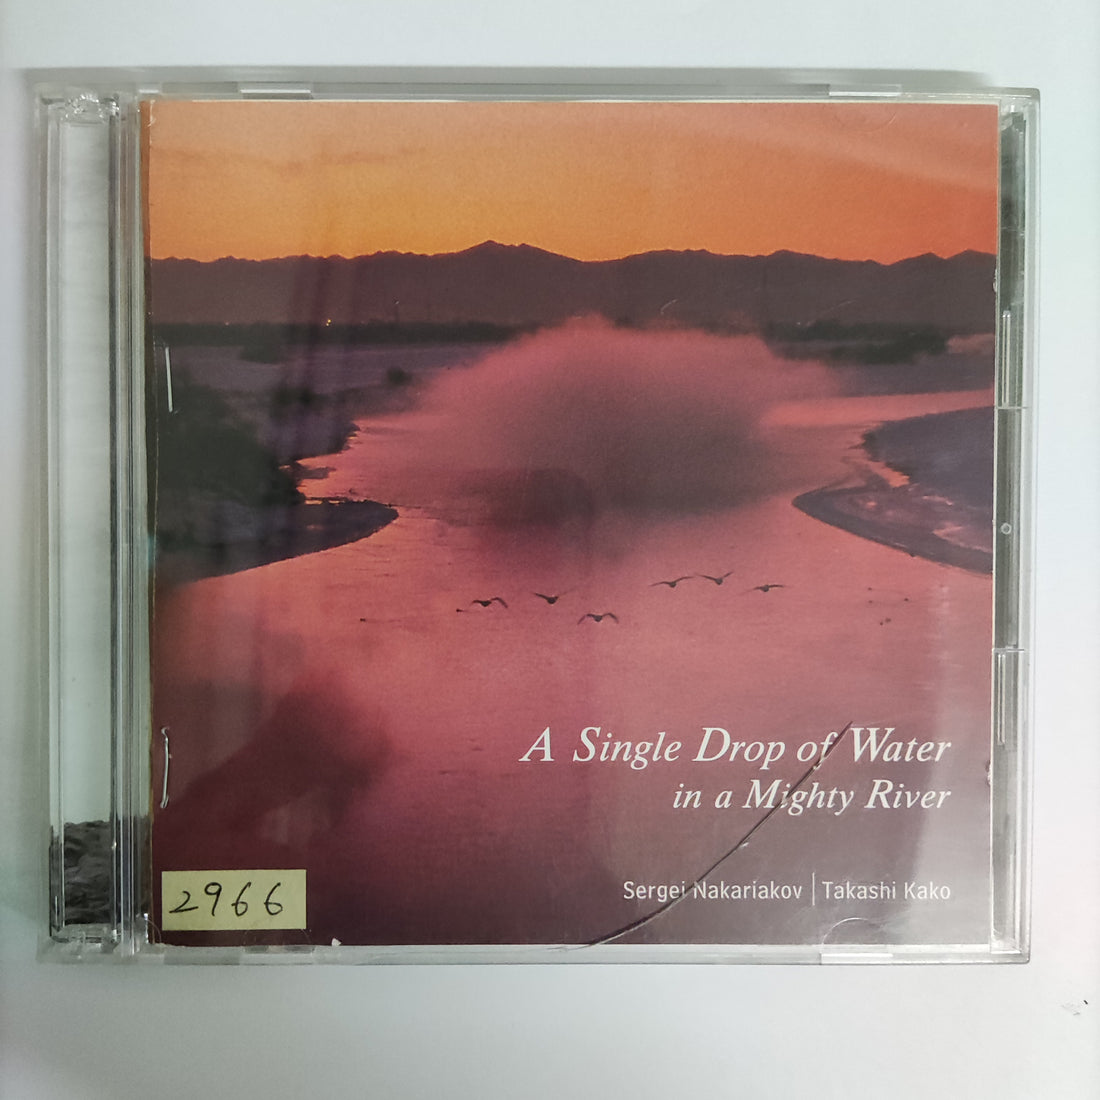 A Single Drop of Water
in a Mighty River
Sergei Nakariakov | Takashi Kako
2966